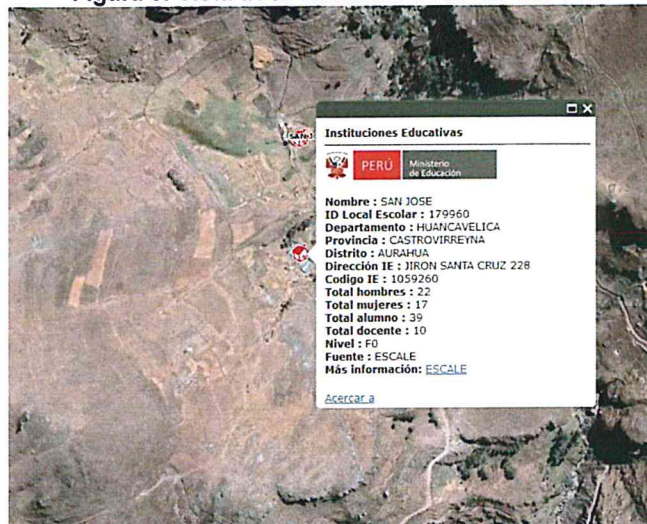 Instituciones Educativas
PERÚ
Ministerio
de Educación
Nombre : SAN JOSE
ID Local Escolar : 179960
Departamento : HUANCAVELICA
Provincia : CASTROVIRREYNA
Distrito : AURAHUA
Dirección IE : JIRON SANTA CRUZ 228
Codigo IE : 1059260
Total hombres : 22
Total mujeres : 17
Total alumno : 39
Total docente : 10
Nivel : F0
Fuente : ESCALE
Más información: ESCALE
Acercar a